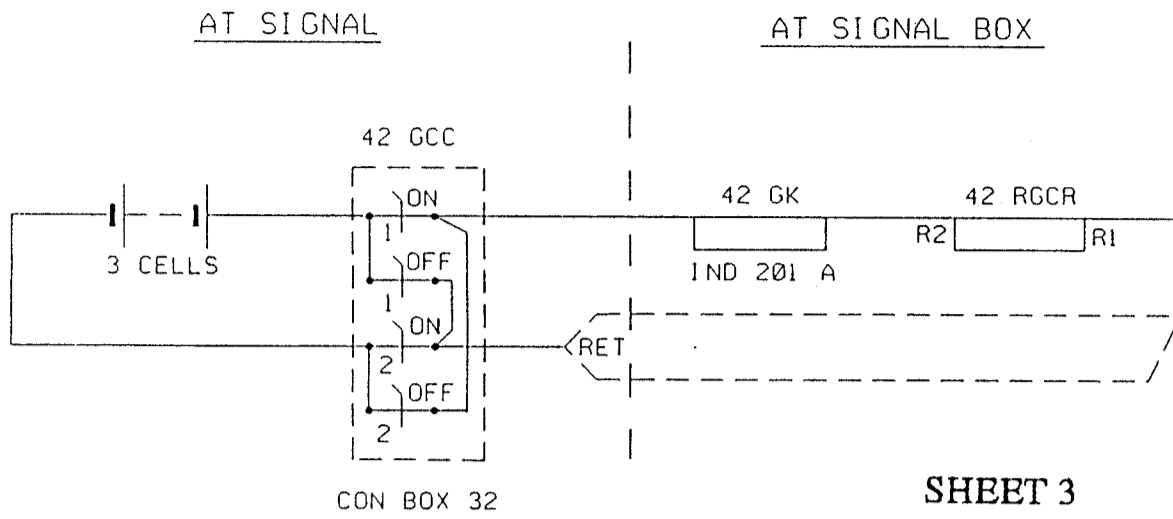 AT SIGNAL
AT SIGNAL BOX
42 GCC
ON
1
OFF
1
ON
2
OFF
2
3 CELLS
42 GK
42 RGCR
R2
R1
IND 201 A
RET
CON BOX 32
SHEET 3